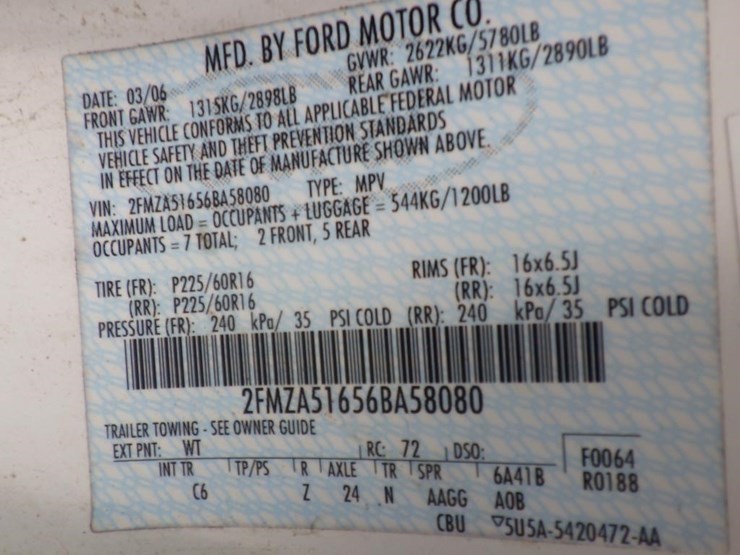 MFD. BY FORD MOTOR CO.
DATE: 03/06 GVWR: 2622KG/5780LB
FRONT GAWR: 1315KG/2898LB REAR GAWR: 1311KG/2890LB
THIS VEHICLE CONFORMS TO ALL APPLICABLE FEDERAL MOTOR
VEHICLE SAFETY AND THEFT PREVENTION STANDARDS
IN EFFECT ON THE DATE OF MANUFACTURE SHOWN ABOVE.
VIN: 2FMZA51656BA58080 TYPE: MPV
MAXIMUM LOAD = OCCUPANTS + LUGGAGE = 544KG/1200LB
OCCUPANTS = 7 TOTAL; 2 FRONT, 5 REAR
TIRE (FR): P225/60R16 RIMS (FR): 16x6.5J
(RR): P225/60R16 (RR): 16x6.5J
PRESSURE (FR): 240 kPa/ 35 PSI COLD (RR): 240 kPa/ 35 PSI COLD
2FMZA51656BA58080
TRAILER TOWING - SEE OWNER GUIDE
EXT PNT: WT RC: 72 DSO: F0064
INT TR TP/PS R AXLE TR SPR 6A41B R0188
C6 Z 24 N AAGG A0B
CBU ▽5U5A-5420472-AA